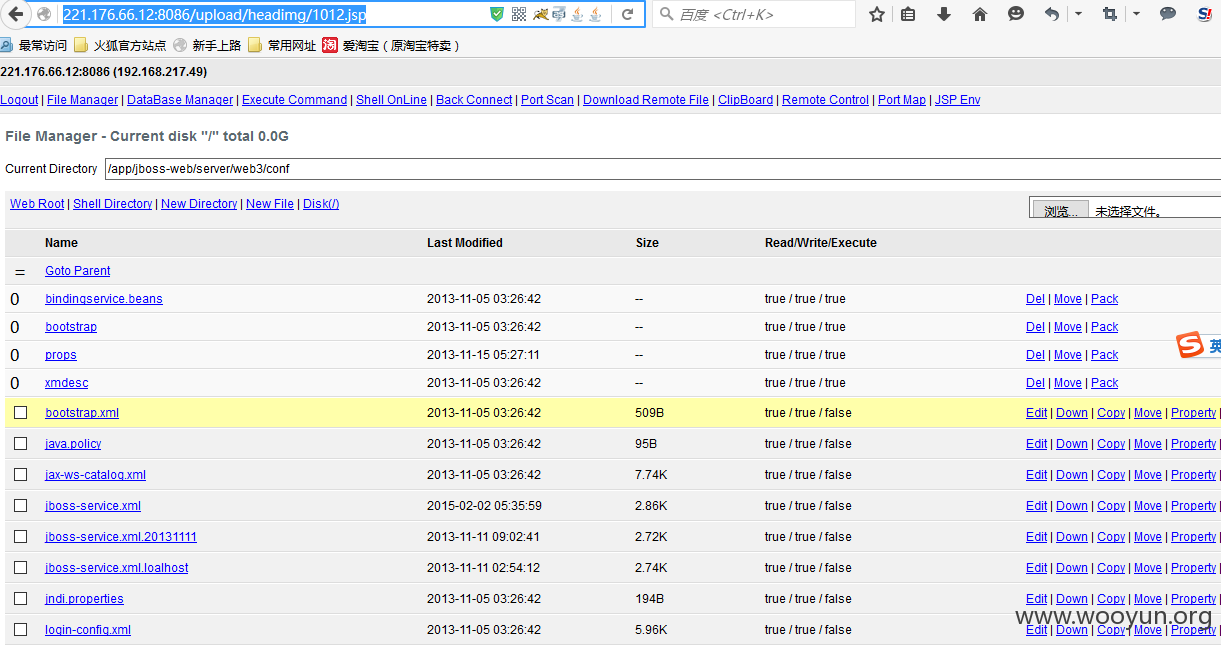 221.176.66.12:8086/upload/headimg/1012.jsp
百度 <Ctrl+K>
最常访问 火狐官方站点 新手上路 常用网址 淘 爱淘宝（原淘宝特卖）
221.176.66.12:8086 (192.168.217.49)
Logout | File Manager | DataBase Manager | Execute Command | Shell OnLine | Back Connect | Port Scan | Download Remote File | ClipBoard | Remote Control | Port Map | JSP Env
File Manager - Current disk "/" total 0.0G
Current Directory /app/jboss-web/server/web3/conf
Web Root | Shell Directory | New Directory | New File | Disk(/) 浏览... 未选择文件。
Name Last Modified Size Read/Write/Execute
= Goto Parent
0 bindingservice.beans 2013-11-05 03:26:42 -- true / true / true Del | Move | Pack
0 bootstrap 2013-11-05 03:26:42 -- true / true / true Del | Move | Pack
0 props 2013-11-15 05:27:11 -- true / true / true Del | Move | Pack
S 英
0 xmdesc 2013-11-05 03:26:42 -- true / true / true Del | Move | Pack
bootstrap.xml 2013-11-05 03:26:42 509B true / true / false Edit | Down | Copy | Move | Property |
java.policy 2013-11-05 03:26:42 95B true / true / false Edit | Down | Copy | Move | Property |
jax-ws-catalog.xml 2013-11-05 03:26:42 7.74K true / true / false Edit | Down | Copy | Move | Property |
jboss-service.xml 2015-02-02 05:35:59 2.86K true / true / false Edit | Down | Copy | Move | Property |
jboss-service.xml.20131111 2013-11-11 09:02:41 2.72K true / true / false Edit | Down | Copy | Move | Property |
jboss-service.xml.loalhost 2013-11-11 02:54:12 2.74K true / true / false Edit | Down | Copy | Move | Property |
jndi.properties 2013-11-05 03:26:42 194B true / true / false Edit | Down | Copy | Move | Property |
www.wooyun.org
login-config.xml 2013-11-05 03:26:42 5.96K true / true / false Edit | Down | Copy | Move | Property |